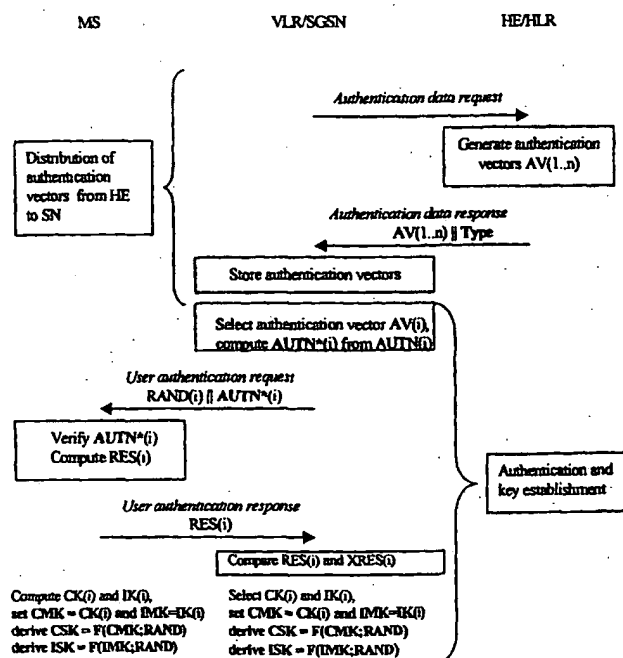 MS
VLR/SGSN
HE/HLR
Authentication data request
Generate authentication
vectors AV(1..n)
Distribution of
authentication
vectors from HE
to SN
Authentication data response
AV(1..n) || Type
Store authentication vectors
Select authentication vector AV(i),
compute AUTN*(i) from AUTN(i)
User authentication request
RAND(i) || AUTN*(i)
Verify AUTN*(i)
Compute RES(i)
Authentication and
key establishment
User authentication response
RES(i)
Compare RES(i) and XRES(i)
Compute CK(i) and IK(i),
set CMK = CK(i) and IMK=IK(i)
derive CSK = F(CMK;RAND)
derive ISK = F(IMK;RAND)
Select CK(i) and IK(i),
set CMK = CK(i) and IMK=IK(i)
derive CSK = F(CMK;RAND)
derive ISK = F(IMK;RAND)